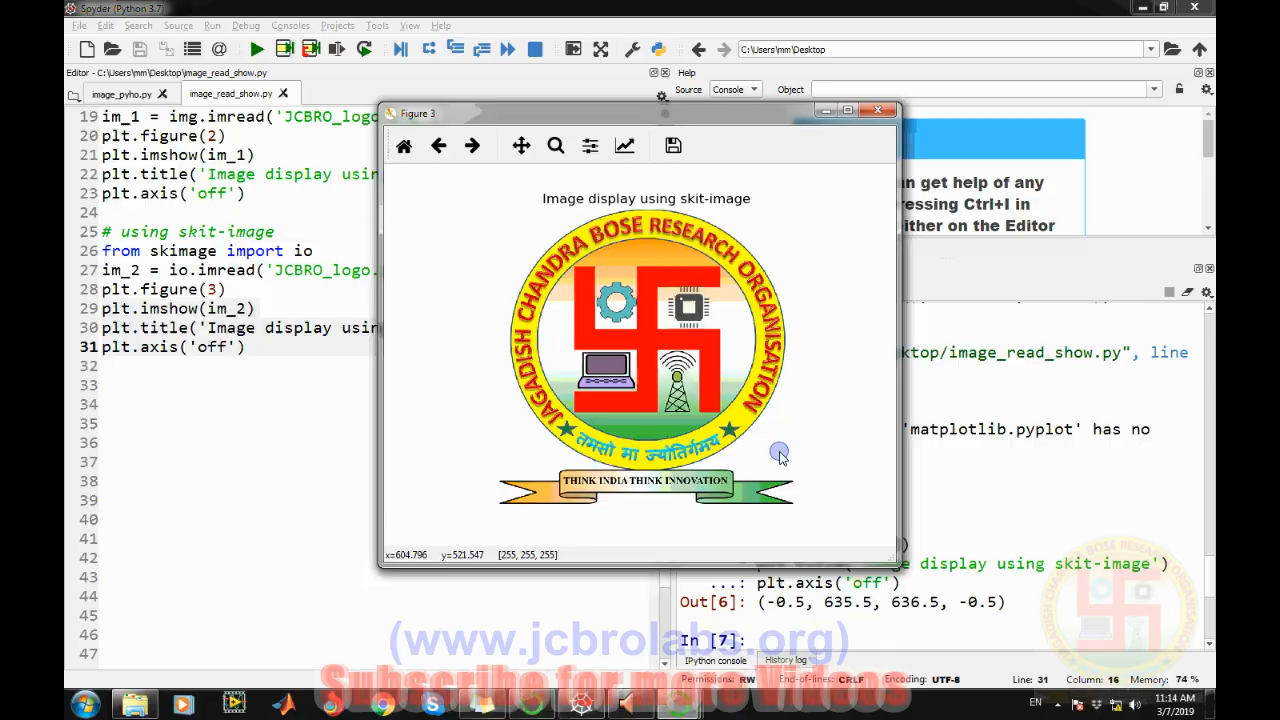 Spyder (Python 3.7)
File Edit Search Source Run Debug Consoles Projects Tools View Help
C:\Users\mm\Desktop
Editor - C:\Users\mm\Desktop\image_read_show.py
Help
image_pyho.py
image_read_show.py
Source Console Object
19 im_1 = img.imread('JCBRO_logo
20 plt.figure(2)
21 plt.imshow(im_1)
22 plt.title('Image display usin
23 plt.axis('off')
24
25 # using skit-image
26 from skimage import io
27 im_2 = io.imread('JCBRO_logo.
28 plt.figure(3)
29 plt.imshow(im_2)
30 plt.title('Image display usin
31 plt.axis('off')
32
33
34
35
36
37
38
39
40
41
42
43
44
45
46
47
Figure 3
Image display using skit-image
JAGADISH CHANDRA BOSE RESEARCH ORGANISATION
तमसो मा ज्योतिर्गमय
THINK INDIA THINK INNOVATION
x=604.796 y=521.547 [255, 255, 255]
an get help of any
ressing Ctrl+I in
either on the Editor
sktop/image_read_show.py", line
'matplotlib.pyplot' has no
ge display using skit-image')
...: plt.axis('off')
Out[6]: (-0.5, 635.5, 636.5, -0.5)
In [7]:
IPython console History log
Permissions: RW End-of-lines: CRLF Encoding: UTF-8 Line: 31 Column: 16 Memory: 74 %
(www.jcbrolabs.org)
Subscribe for more Videos
EN
11:14 AM
3/7/2019